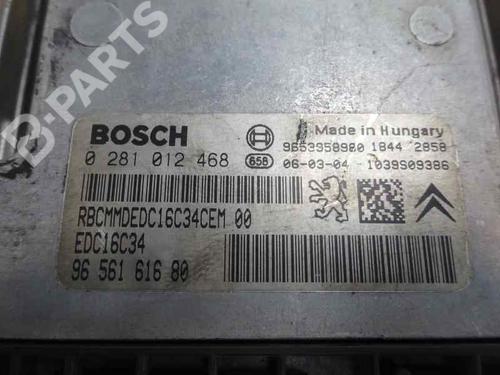 B-PARTS
BOSCH
Made in Hungary
9653958980 1844 2858
0 281 012 468
658
06-03-04 1039S09386
RBCMMDEDC16C34CEM 00
EDC16C34
96 561 616 80